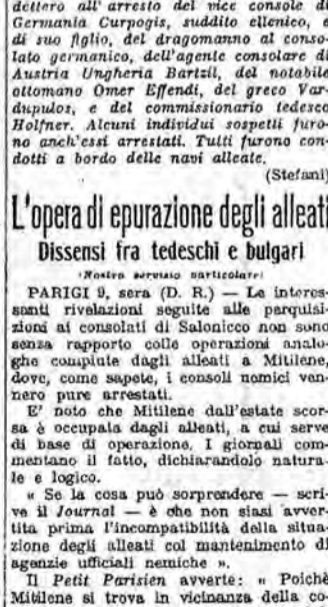 dettero all'arresto del vice console di
Germania Curpogis, suddito ellenico, e
di suo figlio, del dragomanno al conso-
lato germanico, dell'agente consolare di
Austria Ungheria Bartzil, del notabile
ottomano Omer Effendi, del greco Var-
dupulos, e del commissionario tedesco
Holfner. Alcuni individui sospetti furo-
no anch'essi arrestati. Tutti furono con-
dotti a bordo delle navi alleate.
(Stefani)
L'opera di epurazione degli alleati
Dissensi fra tedeschi e bulgari
(Nostro servizio particolare)
PARIGI 9, sera (D. R.) — Le interes-
santi rivelazioni seguite alle perquisi-
zioni ai consolati di Salonicco non sono
senza rapporto colle operazioni analo-
ghe compiute dagli alleati a Mitilene,
dove, come sapete, i consoli nemici ven-
nero pure arrestati.
E' noto che Mitilene dall'estate scor-
sa è occupata dagli alleati, a cui serve
di base di operazione. I giornali com-
mentano il fatto, dichiarandolo natura-
le e logico.
« Se la cosa può sorprendere — scri-
ve il Journal — è che non siasi avver-
tita prima l'incompatibilità della situa-
zione degli alleati col mantenimento di
agenzie ufficiali nemiche ».
Il Petit Parisien avverte: « Poichè
Mitilene si trova in vicinanza della co-